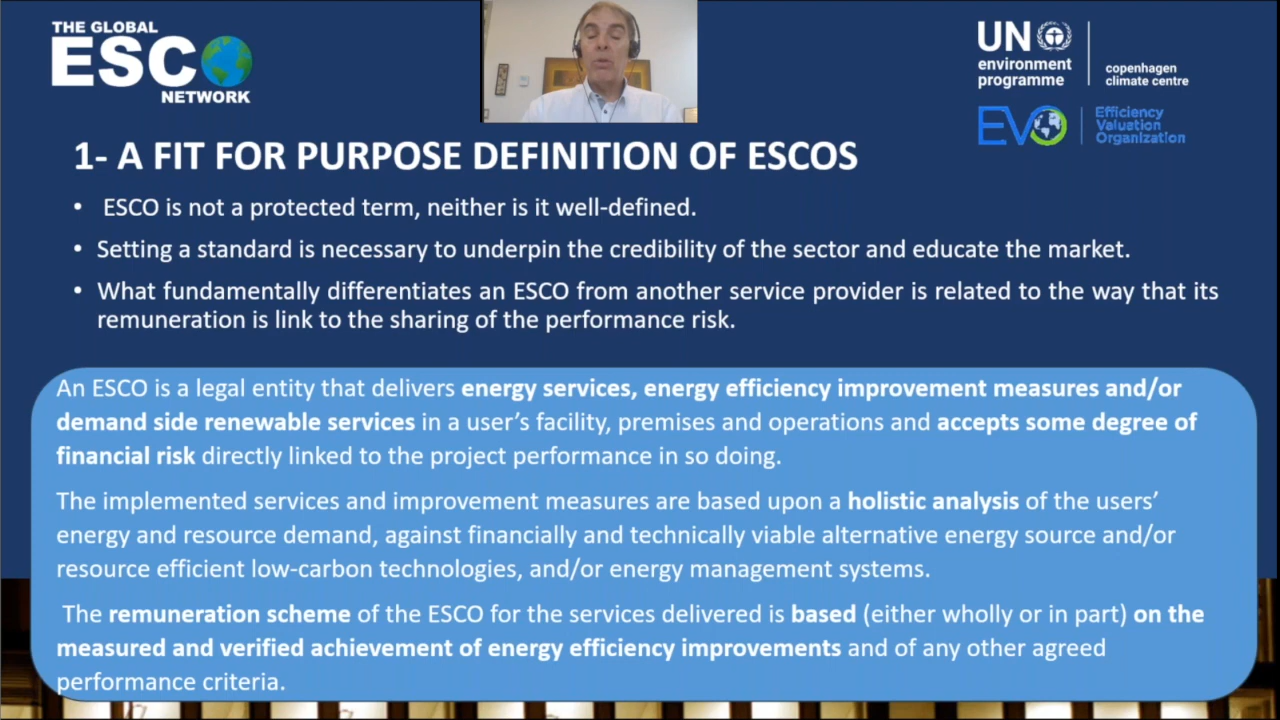 THE GLOBAL
ESCO
NETWORK
UN
environment
programme
copenhagen
climate centre
EVO
Efficiency
Valuation
Organization
1- A FIT FOR PURPOSE DEFINITION OF ESCOS
• ESCO is not a protected term, neither is it well-defined.
• Setting a standard is necessary to underpin the credibility of the sector and educate the market.
• What fundamentally differentiates an ESCO from another service provider is related to the way that its
remuneration is link to the sharing of the performance risk.
An ESCO is a legal entity that delivers energy services, energy efficiency improvement measures and/or
demand side renewable services in a user’s facility, premises and operations and accepts some degree of
financial risk directly linked to the project performance in so doing.
The implemented services and improvement measures are based upon a holistic analysis of the users’
energy and resource demand, against financially and technically viable alternative energy source and/or
resource efficient low-carbon technologies, and/or energy management systems.
The remuneration scheme of the ESCO for the services delivered is based (either wholly or in part) on the
measured and verified achievement of energy efficiency improvements and of any other agreed
performance criteria.